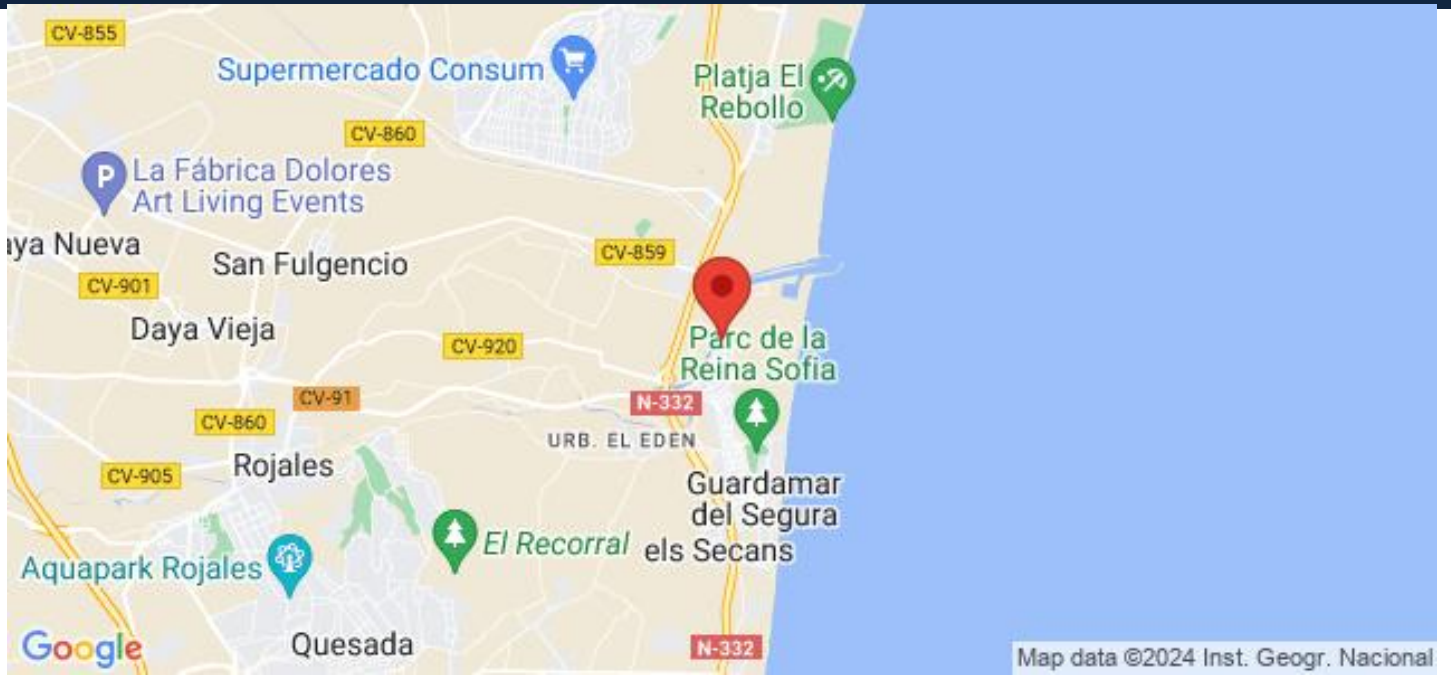 CV-855
Supermercado Consum
Platja El
Rebollo
CV-860
La Fábrica Dolores
Art Living Events
aya Nueva
San Fulgencio
CV-859
CV-901
Daya Vieja
CV-920
Parc de la
Reina Sofia
CV-91
N-332
CV-860
URB. EL EDEN
Rojales
CV-905
Guardamar
del Segura
El Recorral
els Secans
Aquapark Rojales
Quesada
N-332
Google
Map data ©2024 Inst. Geogr. Nacional